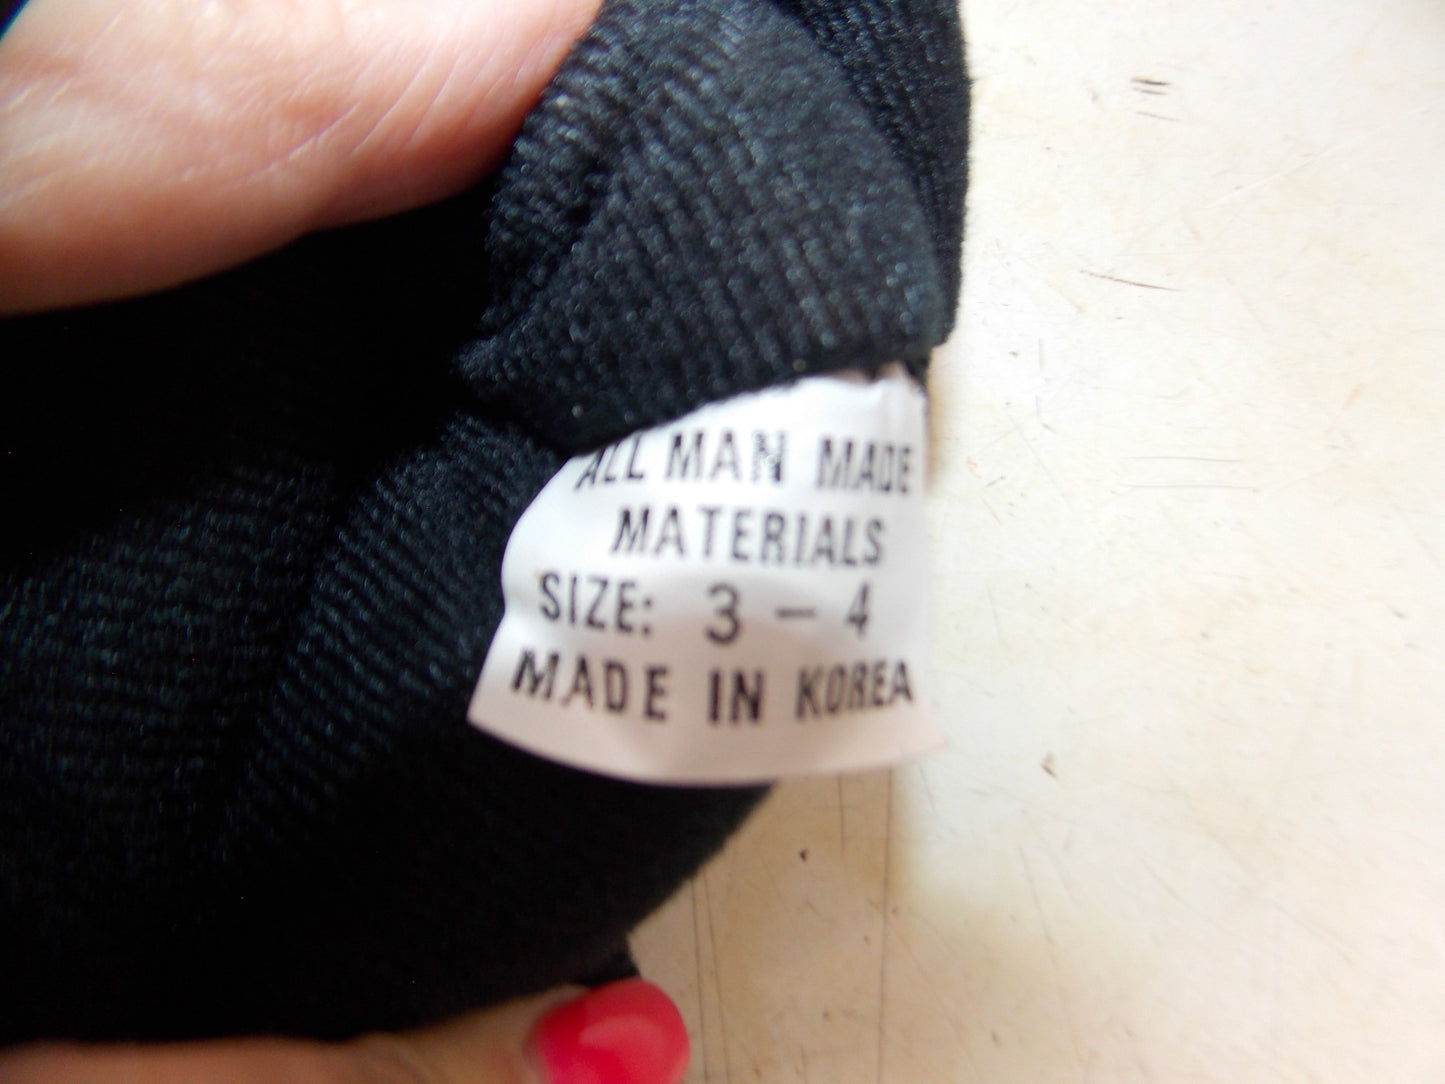 ALL MAN MADE
MATERIALS
SIZE: 3 - 4
MADE IN KOREA